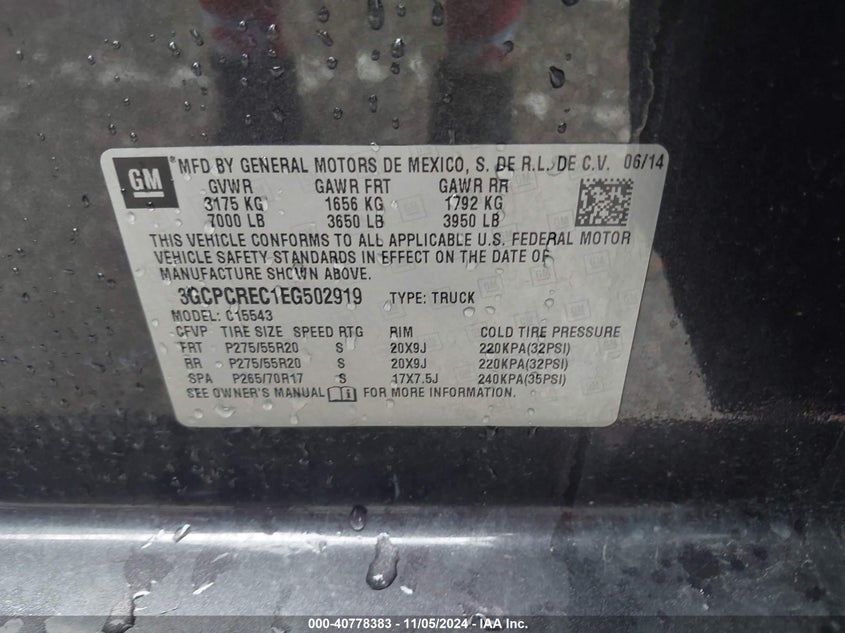 GM
® MFD BY GENERAL MOTORS DE MEXICO, S. DE R.L. DE C.V. 06/14
GVWR GAWR FRT GAWR RR
3175 KG 1656 KG 1792 KG
7000 LB 3650 LB 3950 LB
THIS VEHICLE CONFORMS TO ALL APPLICABLE U.S. FEDERAL MOTOR
VEHICLE SAFETY STANDARDS IN EFFECT ON THE DATE OF
MANUFACTURE SHOWN ABOVE.
3GCPCREC1EG502919 TYPE: TRUCK
MODEL: C15543
CFVP TIRE SIZE SPEED RTG RIM COLD TIRE PRESSURE
FRT P275/55R20 S 20X9J 220KPA(32PSI)
RR P275/55R20 S 20X9J 220KPA(32PSI)
SPA P265/70R17 S 17X7.5J 240KPA(35PSI)
SEE OWNER'S MANUAL FOR MORE INFORMATION.
000-40778383 - 11/05/2024 - IAA Inc.